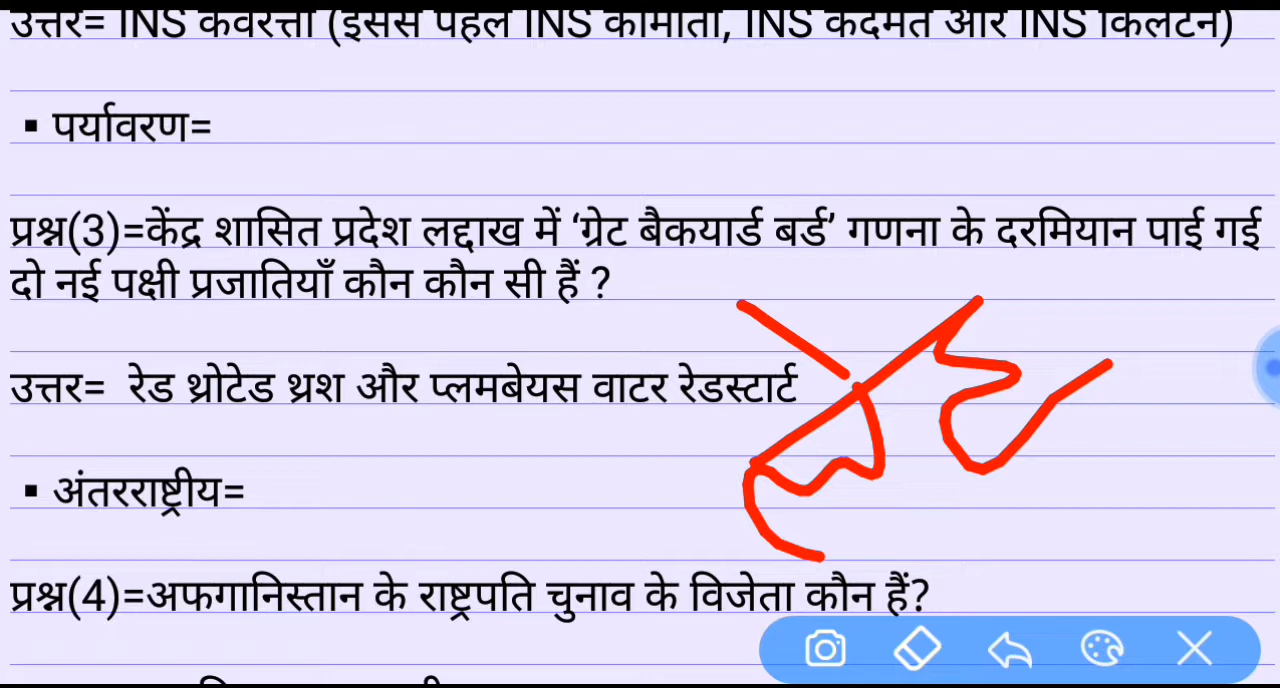 उत्तर= INS कवरत्ती (इससे पहले INS कामोर्ता, INS कदमत और INS किलटन)
▪ पर्यावरण=
प्रश्न(3)=केंद्र शासित प्रदेश लद्दाख में ‘ग्रेट बैकयार्ड बर्ड’ गणना के दरमियान पाई गई
दो नई पक्षी प्रजातियाँ कौन कौन सी हैं ?
उत्तर= रेड थ्रोटेड थ्रश और प्लमबेयस वाटर रेडस्टार्ट
▪ अंतरराष्ट्रीय=
प्रश्न(4)=अफगानिस्तान के राष्ट्रपति चुनाव के विजेता कौन हैं?